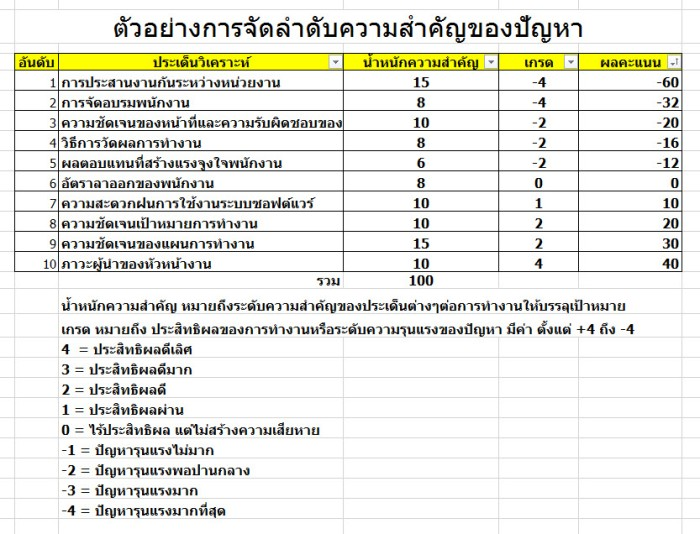 ตัวอย่างการจัดลำดับความสำคัญของปัญหา
อันดับ ประเด็นวิเคราะห์ น้ำหนักความสำคัญ เกรด ผลคะแนน
1 การประสานงานกันระหว่างหน่วยงาน 15 -4 -60
2 การจัดอบรมพนักงาน 8 -4 -32
3 ความชัดเจนของหน้าที่และความรับผิดชอบของ 10 -2 -20
4 วิธีการวัดผลการทำงาน 8 -2 -16
5 ผลตอบแทนที่สร้างแรงจูงใจพนักงาน 6 -2 -12
6 อัตราลาออกของพนักงาน 8 0 0
7 ความสะดวกฝนการใช้งานระบบซอฟต์แวร์ 10 1 10
8 ความชัดเจนเป้าหมายการทำงาน 10 2 20
9 ความชัดเจนของแผนการทำงาน 15 2 30
10 ภาวะผู้นำของหัวหน้างาน 10 4 40
รวม 100
น้ำหนักความสำคัญ หมายถึงระดับความสำคัญของประเด็นต่างๆต่อการทำงานให้บรรลุเป้าหมาย
เกรด หมายถึง ประสิทธิผลของการทำงานหรือระดับความรุนแรงของปัญหา มีค่า ตั้งแต่ +4 ถึง -4
4 = ประสิทธิผลดีเลิศ
3 = ประสิทธิผลดีมาก
2 = ประสิทธิผลดี
1 = ประสิทธิผลผ่าน
0 = ไร้ประสิทธิผล แต่ไม่สร้างความเสียหาย
-1 = ปัญหารุนแรงไม่มาก
-2 = ปัญหารุนแรงพอปานกลาง
-3 = ปัญหารุนแรงมาก
-4 = ปัญหารุนแรงมากที่สุด